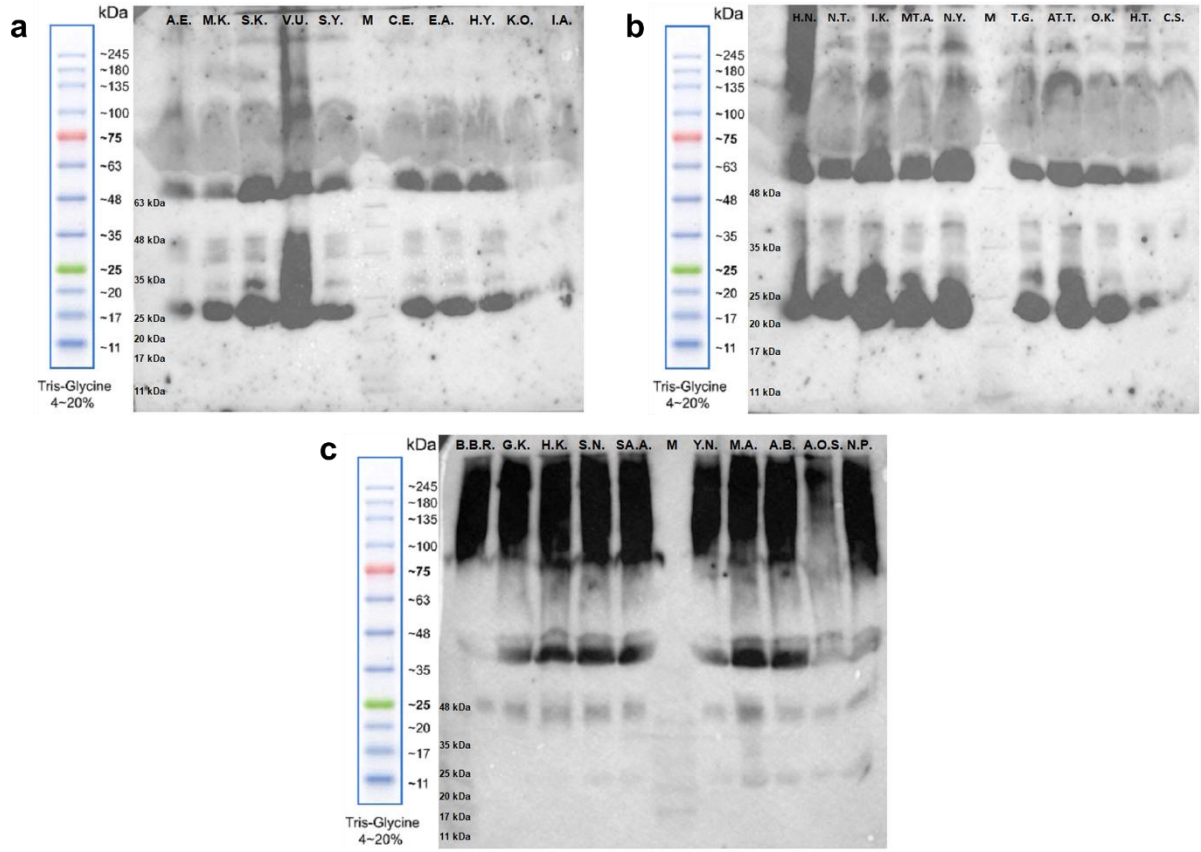 a
kDa
~245
~180
~135
~100
~75
~63
~48
~35
~25
~20
~17
~11
Tris-Glycine
4~20%
A.E. M.K. S.K. V.U. S.Y. M C.E. E.A. H.Y. K.O. I.A.
63 kDa
48 kDa
35 kDa
25 kDa
20 kDa
17 kDa
11 kDa
b
kDa
~245
~180
~135
~100
~75
~63
~48
~35
~25
~20
~17
~11
Tris-Glycine
4~20%
H.N. N.T. I.K. MT.A. N.Y. M T.G. AT.T. O.K. H.T. C.S.
48 kDa
35 kDa
25 kDa
20 kDa
17 kDa
11 kDa
c
kDa
~245
~180
~135
~100
~75
~63
~48
~35
~25
~20
~17
~11
Tris-Glycine
4~20%
B.B.R. G.K. H.K. S.N. SA.A. M Y.N. M.A. A.B. A.O.S. N.P.
48 kDa
35 kDa
25 kDa
20 kDa
17 kDa
11 kDa